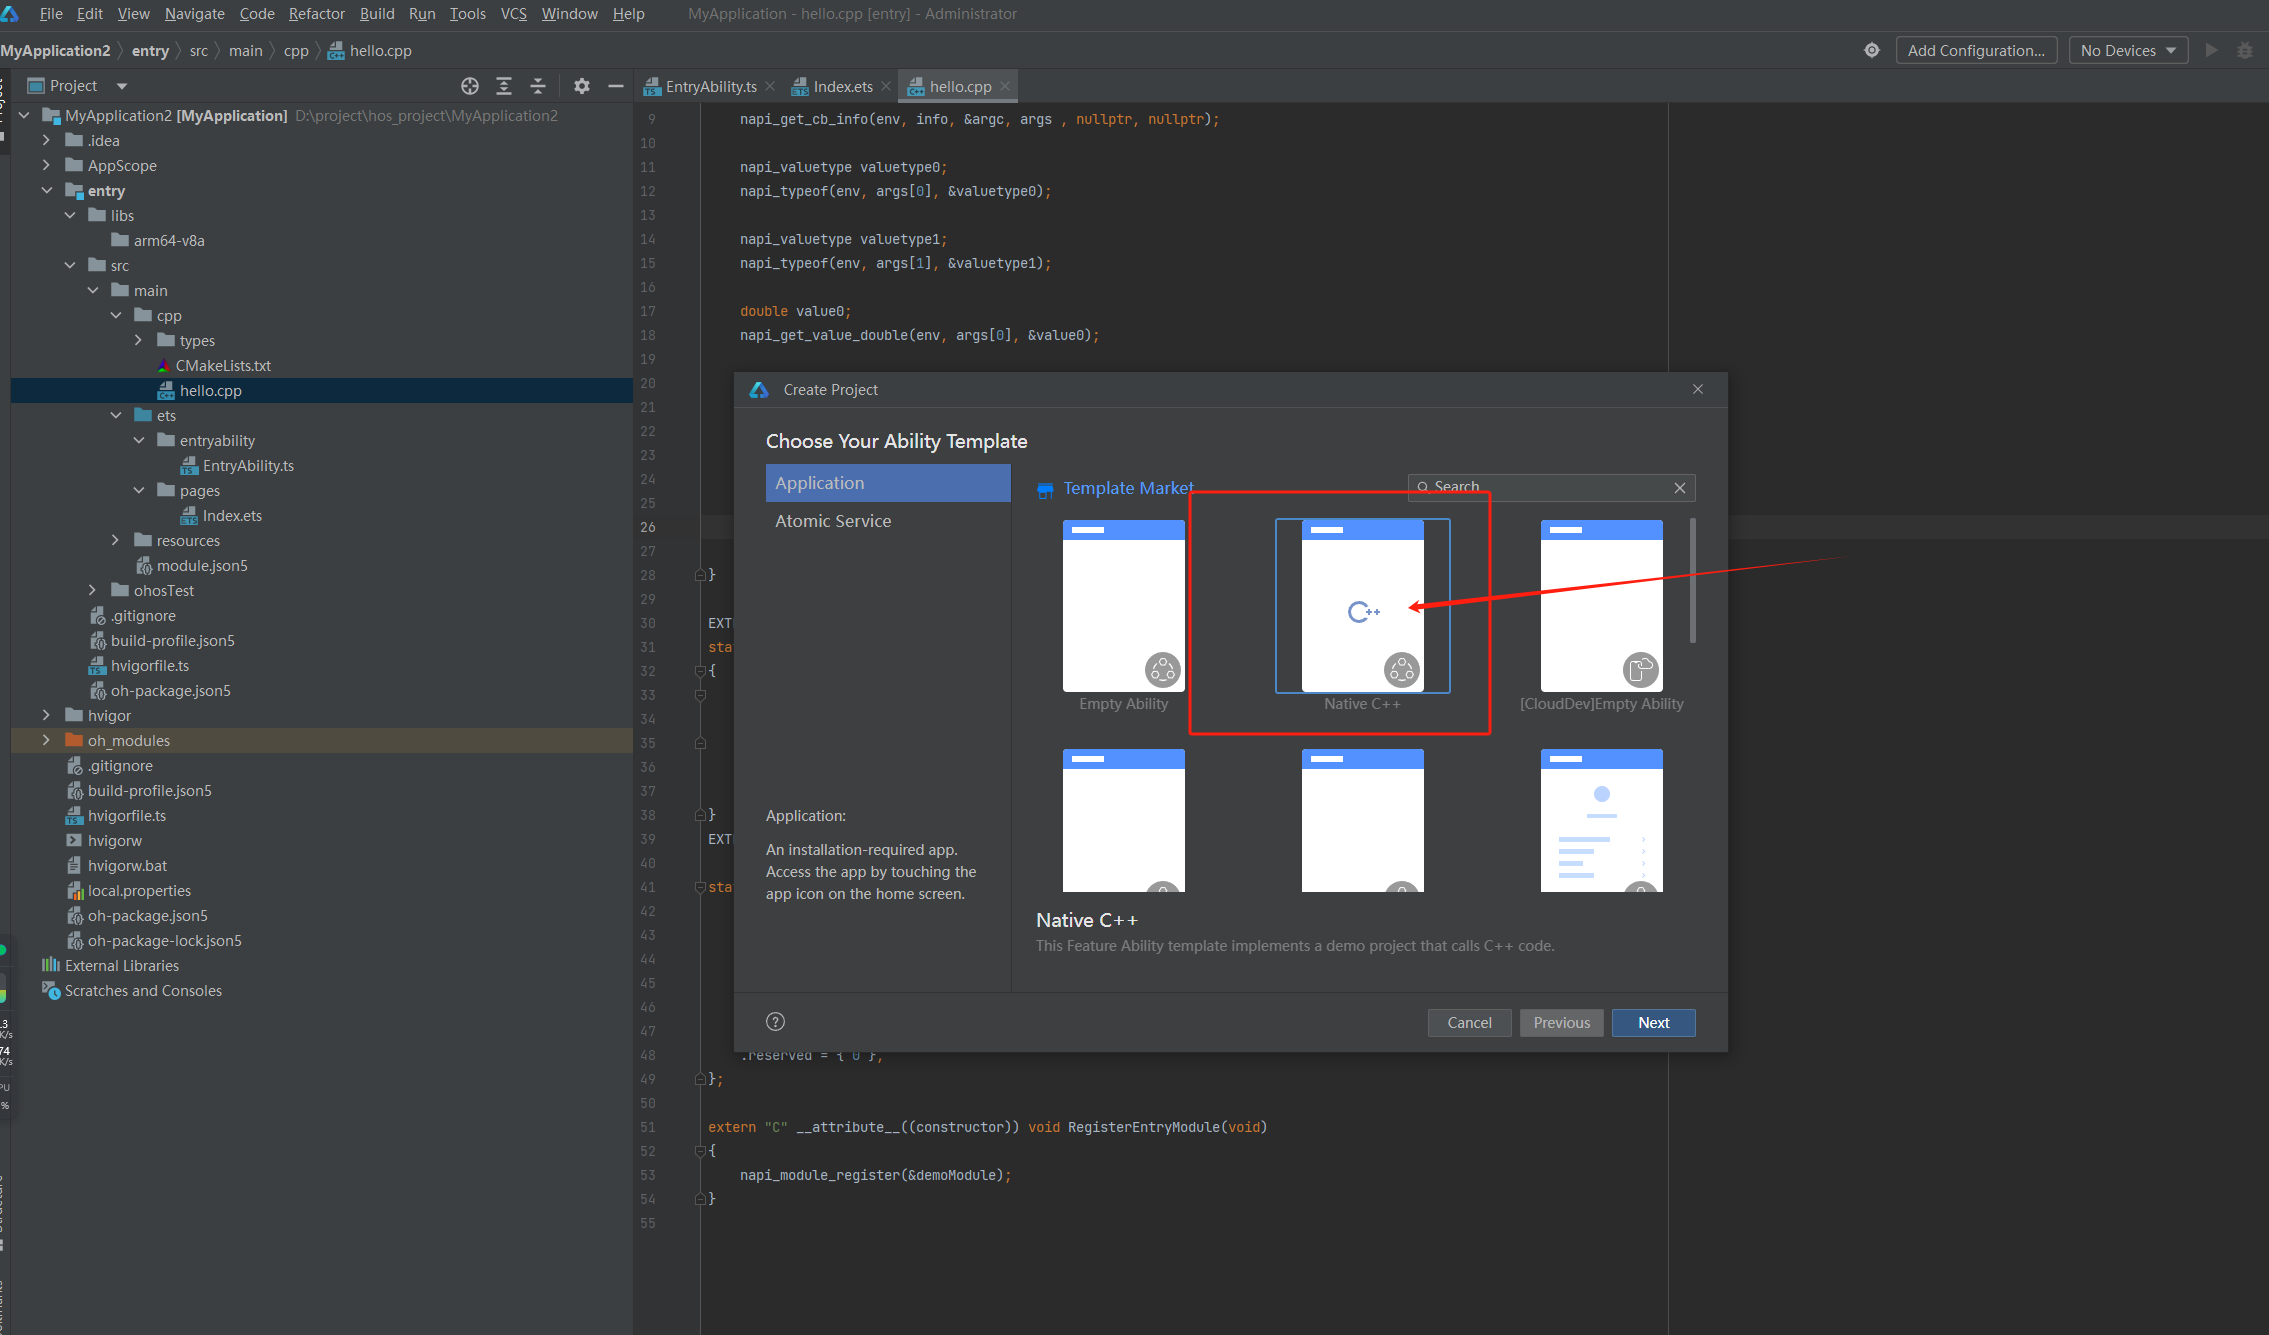 File Edit View Navigate Code Refactor Build Run Tools VCS Window Help MyApplication - hello.cpp [entry] - Administrator
MyApplication2 entry src main cpp hello.cpp
Add Configuration... No Devices
Project
EntryAbility.ts Index.ets hello.cpp
MyApplication2 [MyApplication] D:\project\hos_project\MyApplication2
.idea
AppScope
entry
libs
arm64-v8a
src
main
cpp
types
CMakeLists.txt
hello.cpp
ets
entryability
EntryAbility.ts
pages
Index.ets
resources
module.json5
ohosTest
.gitignore
build-profile.json5
hvigorfile.ts
oh-package.json5
hvigor
oh_modules
.gitignore
build-profile.json5
hvigorfile.ts
hvigorw
hvigorw.bat
local.properties
oh-package.json5
oh-package-lock.json5
External Libraries
Scratches and Consoles
9 napi_get_cb_info(env, info, &argc, args , nullptr, nullptr);
10
11 napi_valuetype valuetype0;
12 napi_typeof(env, args[0], &valuetype0);
13
14 napi_valuetype valuetype1;
15 napi_typeof(env, args[1], &valuetype1);
16
17 double value0;
18 napi_get_value_double(env, args[0], &value0);
19
20
21
22
23
24
25
26
27
28 }
29
30 EXT
31 sta
32 {
33
34
35
36
37
38 }
39 EXT
40
41 sta
42
43
44
45
46
47
48 .reserved = { 0 },
49 };
50
51 extern "C" __attribute__((constructor)) void RegisterEntryModule(void)
52 {
53 napi_module_register(&demoModule);
54 }
55
Create Project
Choose Your Ability Template
Application
Atomic Service
Template Market
Search
C++
Empty Ability
Native C++
[CloudDev]Empty Ability
Application:
An installation-required app.
Access the app by touching the
app icon on the home screen.
Native C++
This Feature Ability template implements a demo project that calls C++ code.
Cancel Previous Next